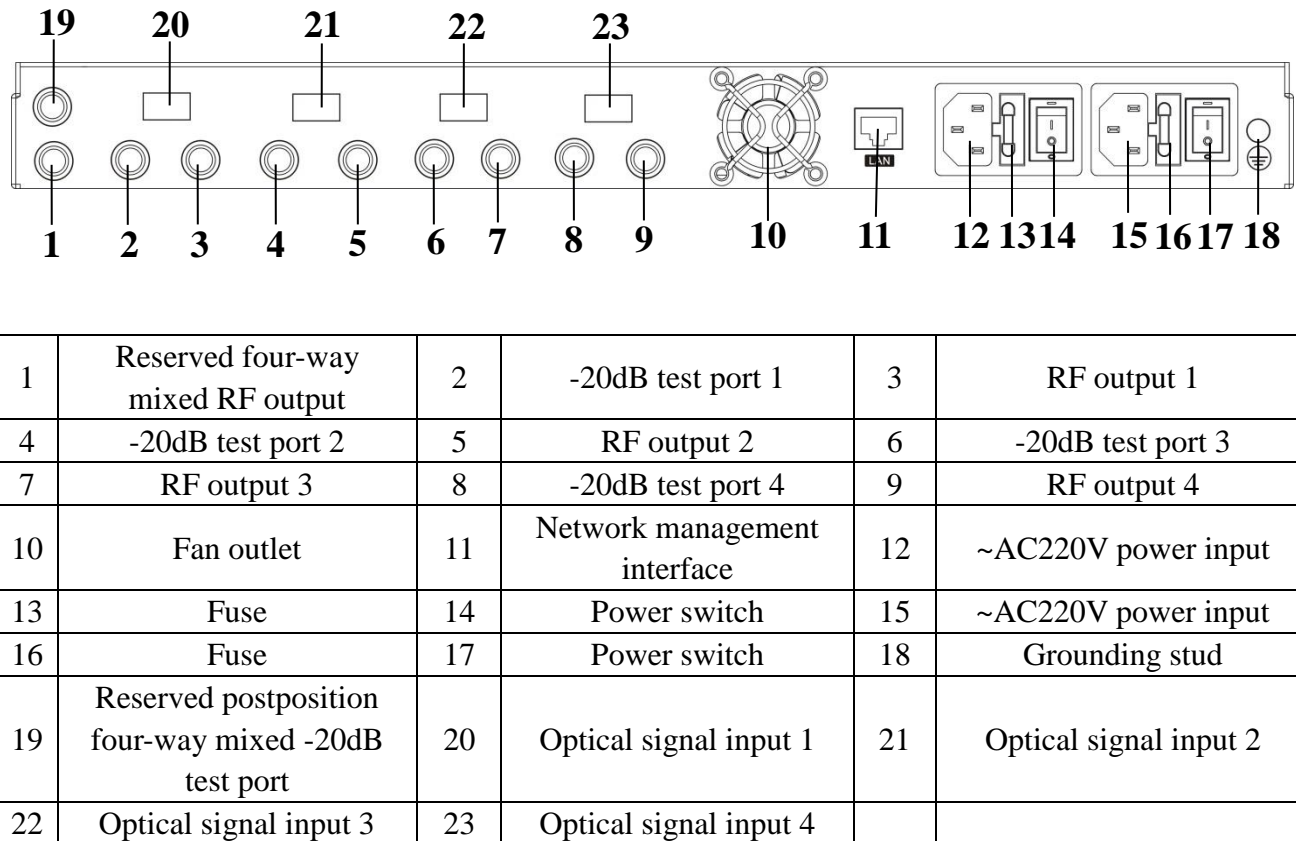 19 20 21 22 23
LAN
1 2 3 4 5 6 7 8 9 10 11 12 13 14 15 16 17 18
1 Reserved four-way mixed RF output 2 -20dB test port 1 3 RF output 1
4 -20dB test port 2 5 RF output 2 6 -20dB test port 3
7 RF output 3 8 -20dB test port 4 9 RF output 4
10 Fan outlet 11 Network management interface 12 ~AC220V power input
13 Fuse 14 Power switch 15 ~AC220V power input
16 Fuse 17 Power switch 18 Grounding stud
19 Reserved postposition four-way mixed -20dB test port 20 Optical signal input 1 21 Optical signal input 2
22 Optical signal input 3 23 Optical signal input 4